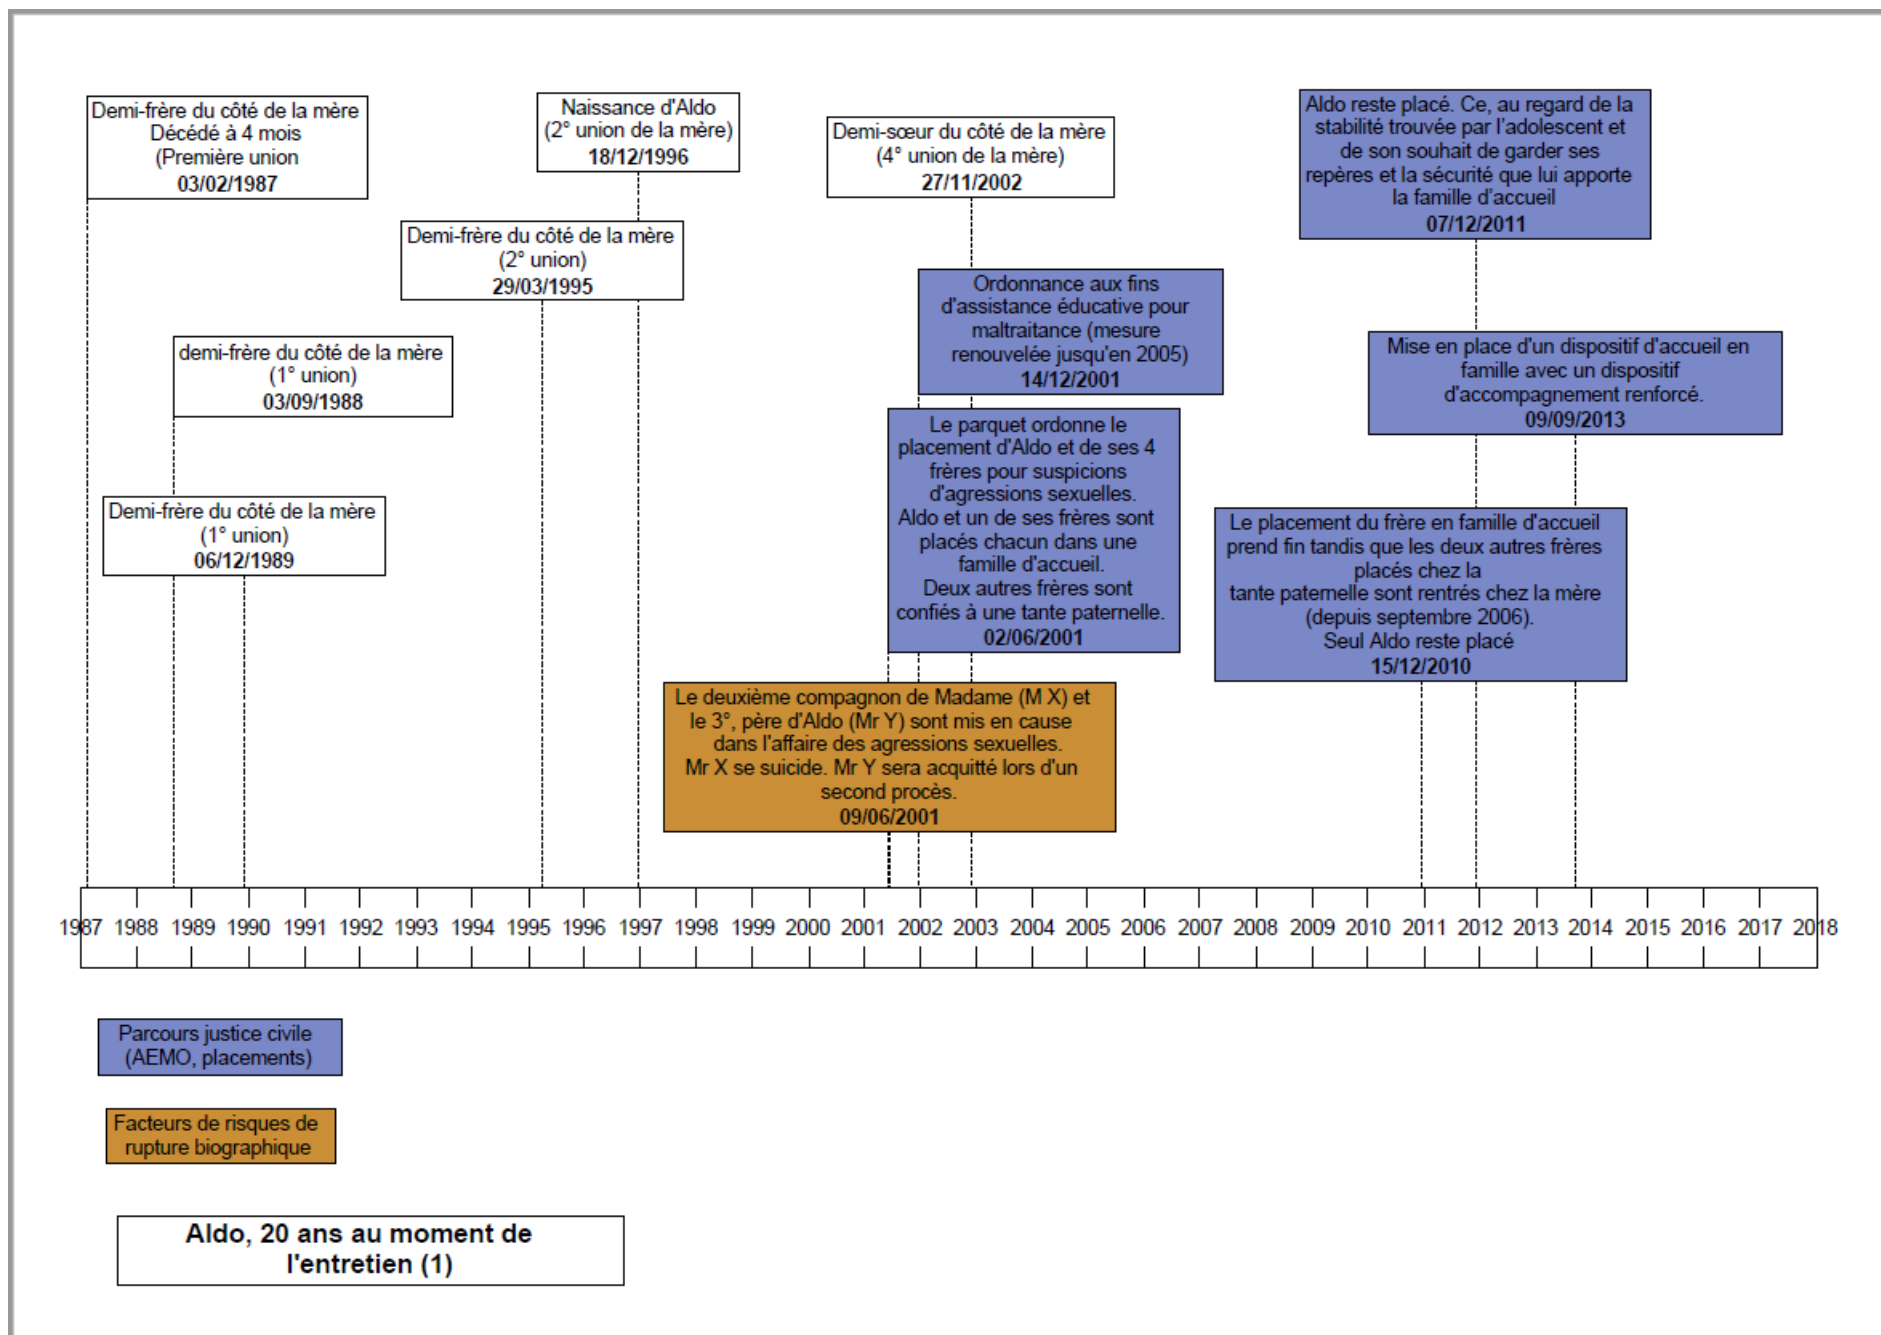 Demi-frère du côté de la mère
Décédé à 4 mois
(Première union
03/02/1987
Naissance d'Aldo
(2° union de la mère)
18/12/1996
Demi-sœur du côté de la mère
(4° union de la mère)
27/11/2002
Aldo reste placé. Ce, au regard de la
stabilité trouvée par l'adolescent et
de son souhait de garder ses
repères et la sécurité que lui apporte
la famille d'accueil
07/12/2011
Demi-frère du côté de la mère
(2° union)
29/03/1995
Ordonnance aux fins
d'assistance éducative pour
maltraitance (mesure
renouvelée jusqu'en 2005)
14/12/2001
demi-frère du côté de la mère
(1° union)
03/09/1988
Mise en place d'un dispositif d'accueil en
famille avec un dispositif
d'accompagnement renforcé.
09/09/2013
Le parquet ordonne le
placement d'Aldo et de ses 4
frères pour suspicions
d'agressions sexuelles.
Aldo et un de ses frères sont
placés chacun dans une
famille d'accueil.
Deux autres frères sont
confiés à une tante paternelle.
02/06/2001
Demi-frère du côté de la mère
(1° union)
06/12/1989
Le placement du frère en famille d'accueil
prend fin tandis que les deux autres frères
placés chez la
tante paternelle sont rentrés chez la mère
(depuis septembre 2006).
Seul Aldo reste placé
15/12/2010
Le deuxième compagnon de Madame (M X) et
le 3°, père d'Aldo (Mr Y) sont mis en cause
dans l'affaire des agressions sexuelles.
Mr X se suicide. Mr Y sera acquitté lors d'un
second procès.
09/06/2001
1987 1988 1989 1990 1991 1992 1993 1994 1995 1996 1997 1998 1999 2000 2001 2002 2003 2004 2005 2006 2007 2008 2009 2010 2011 2012 2013 2014 2015 2016 2017 2018
Parcours justice civile
(AEMO, placements)
Facteurs de risques de
rupture biographique
Aldo, 20 ans au moment de
l'entretien (1)